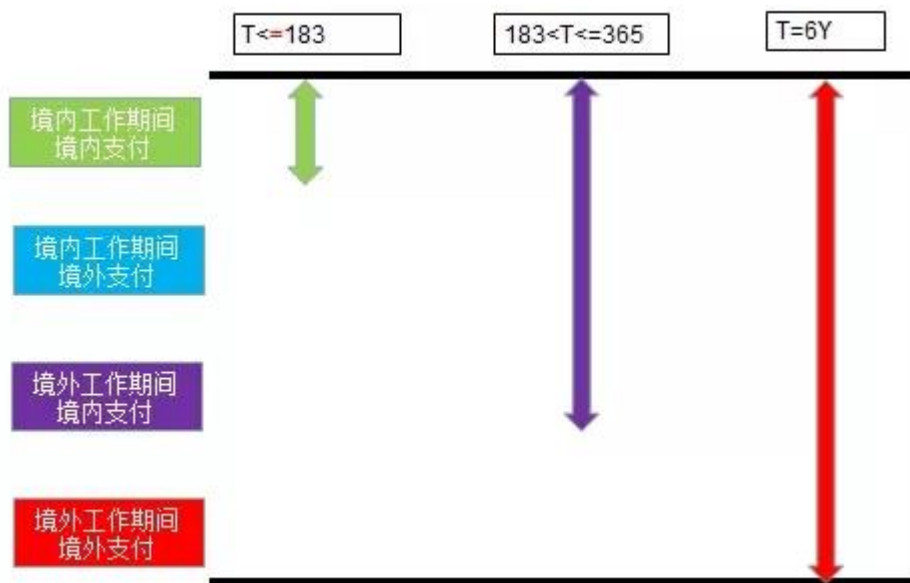 T<=183
183<T<=365
T=6Y
境内工作期间
境内支付
境内工作期间
境外支付
境外工作期间
境内支付
境外工作期间
境外支付